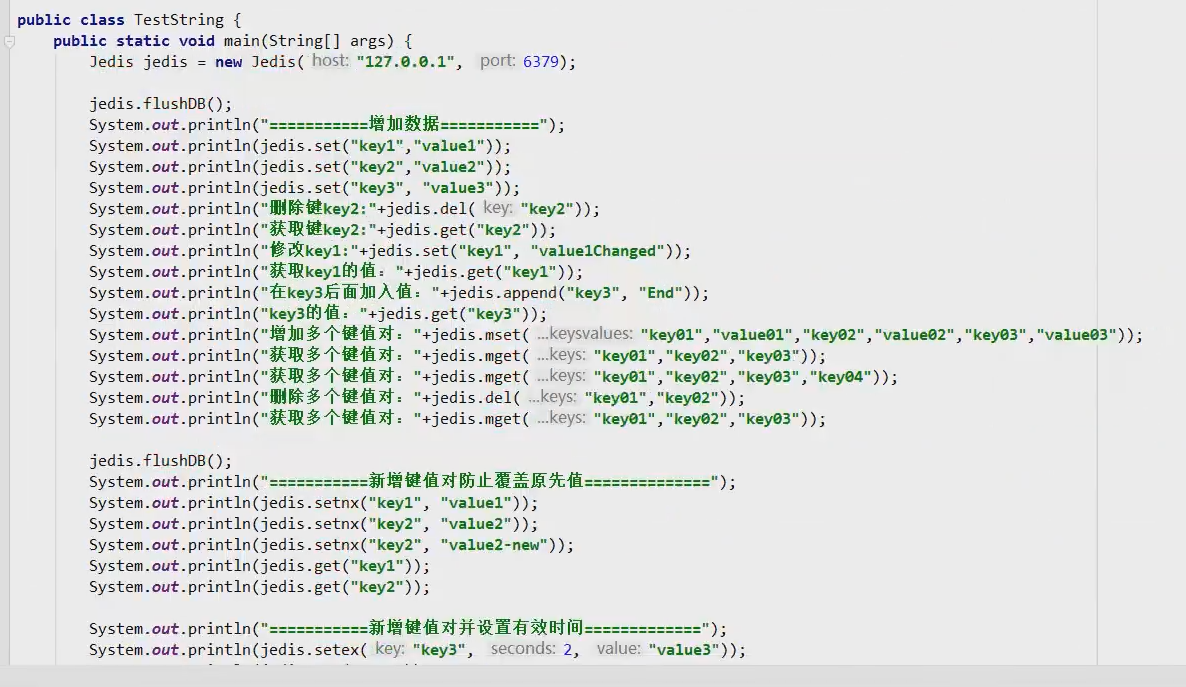 public class TestString {
public static void main(String[] args) {
Jedis jedis = new Jedis( host: "127.0.0.1", port: 6379);
jedis.flushDB();
System.out.println("===========增加数据===========");
System.out.println(jedis.set("key1","value1"));
System.out.println(jedis.set("key2","value2"));
System.out.println(jedis.set("key3", "value3"));
System.out.println("删除键key2:"+jedis.del( key: "key2"));
System.out.println("获取键key2:"+jedis.get("key2"));
System.out.println("修改key1:"+jedis.set("key1", "value1Changed"));
System.out.println("获取key1的值："+jedis.get("key1"));
System.out.println("在key3后面加入值："+jedis.append("key3", "End"));
System.out.println("key3的值："+jedis.get("key3"));
System.out.println("增加多个键值对："+jedis.mset( ...keysvalues: "key01","value01","key02","value02","key03","value03"));
System.out.println("获取多个键值对："+jedis.mget( ...keys: "key01","key02","key03"));
System.out.println("获取多个键值对："+jedis.mget( ...keys: "key01","key02","key03","key04"));
System.out.println("删除多个键值对："+jedis.del( ...keys: "key01","key02"));
System.out.println("获取多个键值对："+jedis.mget( ...keys: "key01","key02","key03"));
jedis.flushDB();
System.out.println("===========新增键值对防止覆盖原先值==============");
System.out.println(jedis.setnx("key1", "value1"));
System.out.println(jedis.setnx("key2", "value2"));
System.out.println(jedis.setnx("key2", "value2-new"));
System.out.println(jedis.get("key1"));
System.out.println(jedis.get("key2"));
System.out.println("===========新增键值对并设置有效时间=============");
System.out.println(jedis.setex( key: "key3", seconds: 2, value: "value3"));